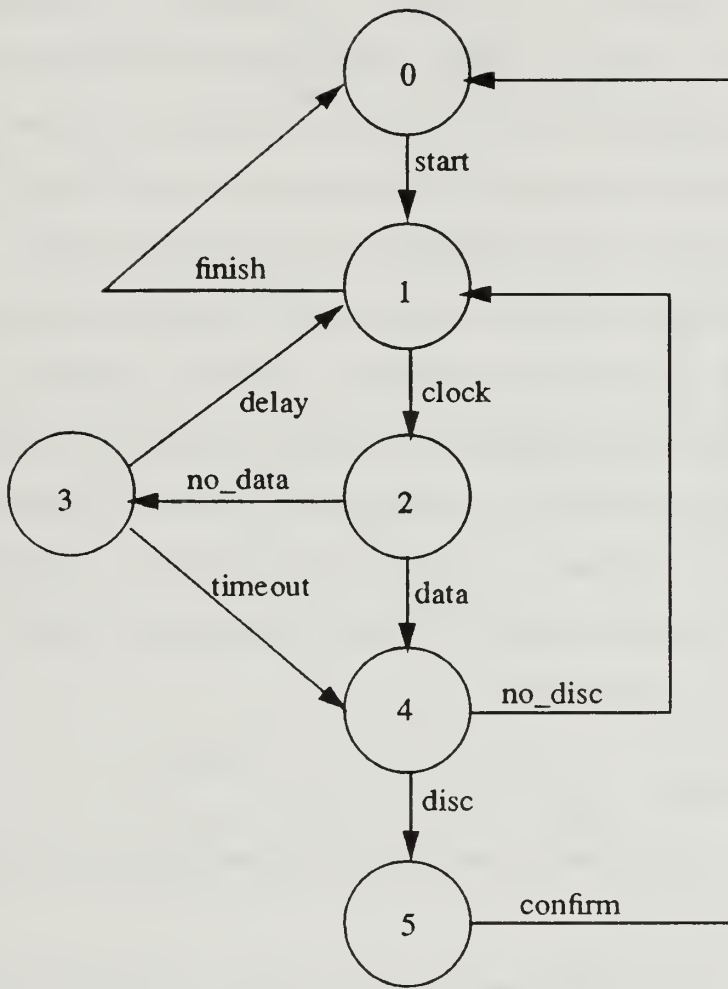 0
start
finish
1
delay
clock
3
no_data
2
timeout
data
4
no_disc
disc
5
confirm